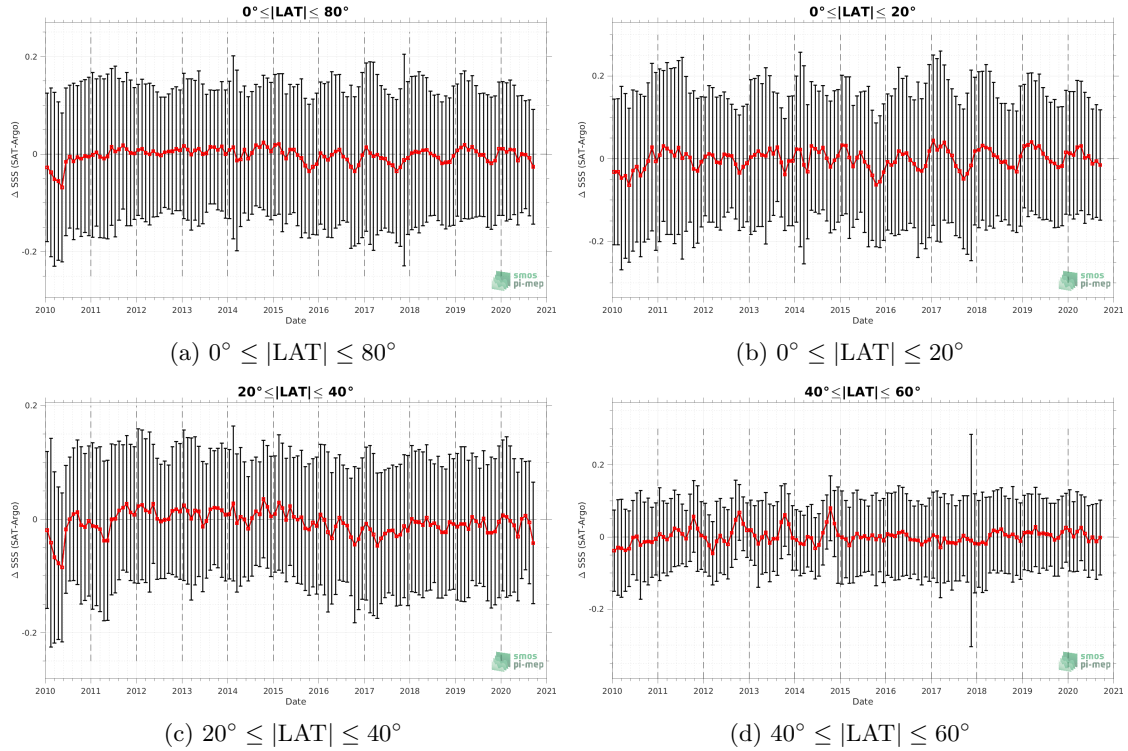 0°≤|LAT|≤ 80°
Δ SSS (SAT-Argo)
0.2
0
-0.2
2010 2011 2012 2013 2014 2015 2016 2017 2018 2019 2020 2021
Date
smos
pi-mep
(a) 0° ≤ |LAT| ≤ 80°
0°≤|LAT|≤ 20°
Δ SSS (SAT-Argo)
0.2
0
-0.2
2010 2011 2012 2013 2014 2015 2016 2017 2018 2019 2020 2021
Date
smos
pi-mep
(b) 0° ≤ |LAT| ≤ 20°
20°≤|LAT|≤ 40°
Δ SSS (SAT-Argo)
0.2
0
-0.2
2010 2011 2012 2013 2014 2015 2016 2017 2018 2019 2020 2021
Date
smos
pi-mep
(c) 20° ≤ |LAT| ≤ 40°
40°≤|LAT|≤ 60°
Δ SSS (SAT-Argo)
0.2
0
-0.2
2010 2011 2012 2013 2014 2015 2016 2017 2018 2019 2020 2021
Date
smos
pi-mep
(d) 40° ≤ |LAT| ≤ 60°